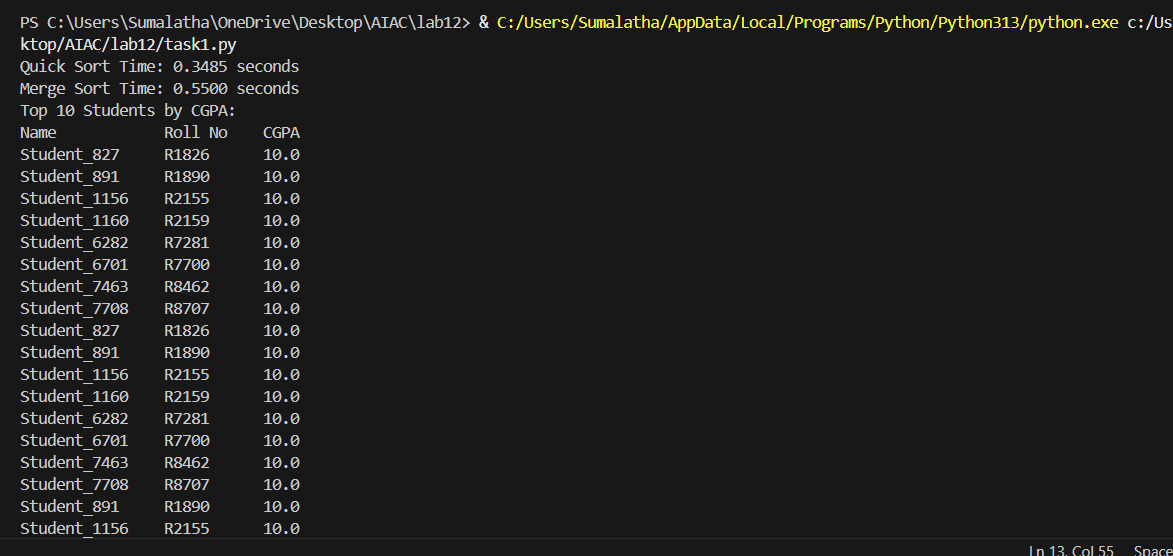 PS C:\Users\Sumalatha\OneDrive\Desktop\AIAC\lab12> & C:/Users/Sumalatha/AppData/Local/Programs/Python/Python313/python.exe c:/Us
ktop/AIAC/lab12/task1.py
Quick Sort Time: 0.3485 seconds
Merge Sort Time: 0.5500 seconds
Top 10 Students by CGPA:
Name Roll No CGPA
Student_827 R1826 10.0
Student_891 R1890 10.0
Student_1156 R2155 10.0
Student_1160 R2159 10.0
Student_6282 R7281 10.0
Student_6701 R7700 10.0
Student_7463 R8462 10.0
Student_7708 R8707 10.0
Student_827 R1826 10.0
Student_891 R1890 10.0
Student_1156 R2155 10.0
Student_1160 R2159 10.0
Student_6282 R7281 10.0
Student_6701 R7700 10.0
Student_7463 R8462 10.0
Student_7708 R8707 10.0
Student_891 R1890 10.0
Student_1156 R2155 10.0
Ln 13, Col 55 Space